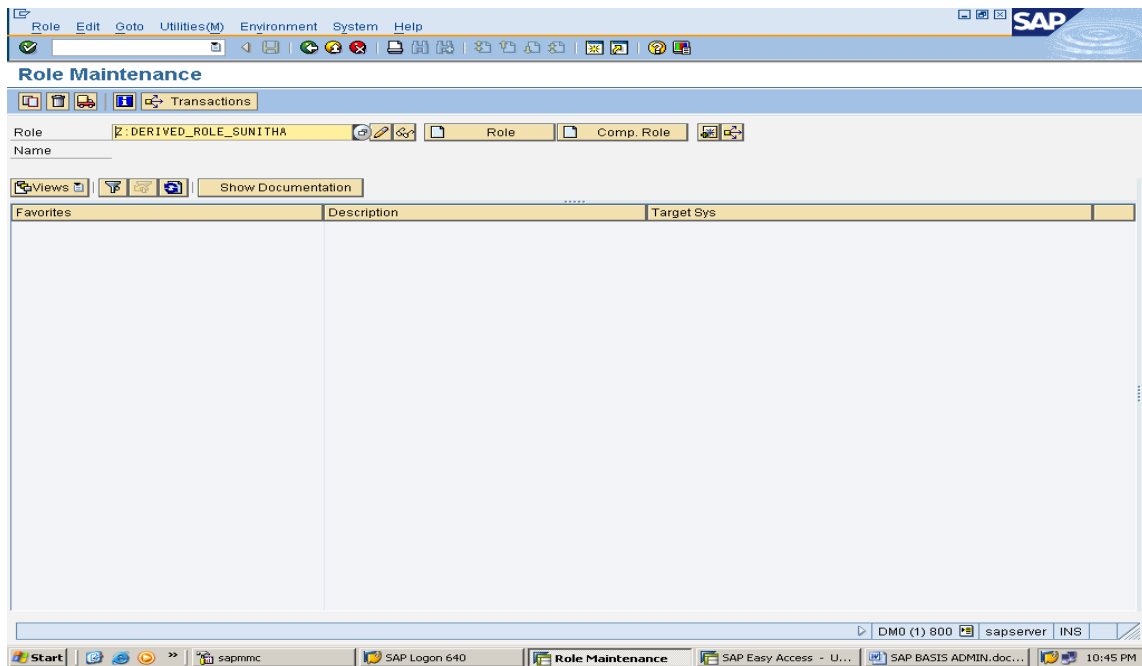 Role Edit Goto Utilities(M) Environment System Help
SAP
Role Maintenance
Transactions
Role Z:DERIVED_ROLE_SUNITHA Role Comp. Role
Name
Views Show Documentation
Favorites Description Target Sys
DM0 (1) 800 sapserver INS
Start » sapmmc SAP Logon 640 Role Maintenance SAP Easy Access - U... SAP BASIS ADMIN.doc... 10:45 PM